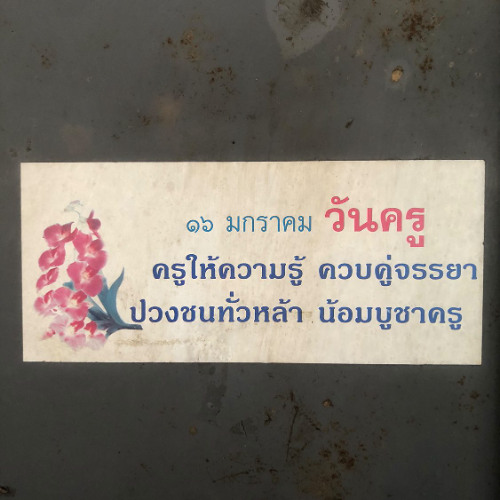 ๑๖ มกราคม วันครู
ครูให้ความรู้ ควบคู่จรรยา
ปวงชนทั่วหล้า น้อมบูชาครู